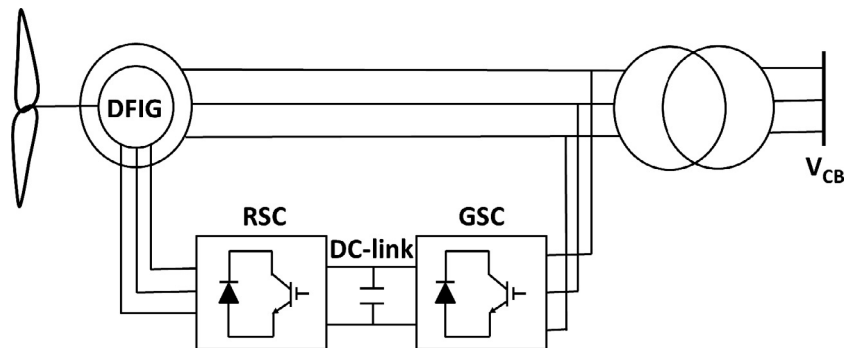 DFIG
V_CB
RSC
GSC
DC-link